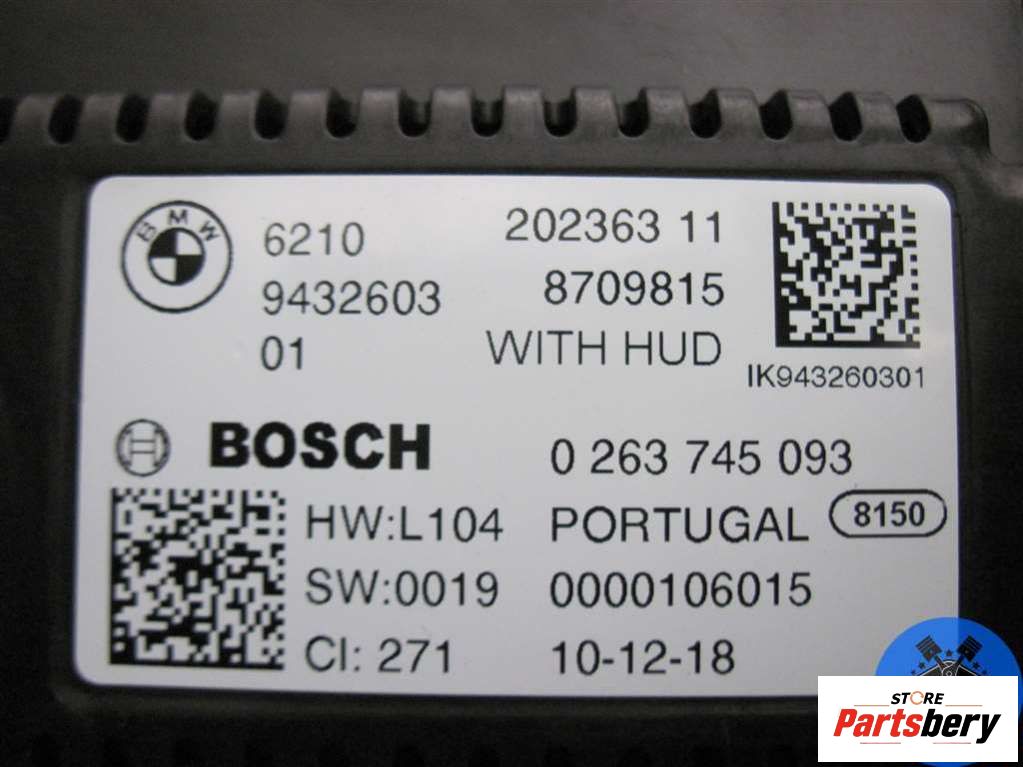 BMW
6210
202363 11
9432603
8709815
01
WITH HUD
IK943260301
BOSCH
0 263 745 093
HW:L104
PORTUGAL
8150
SW:0019
0000106015
CI: 271
10-12-18
STORE
Partsbery